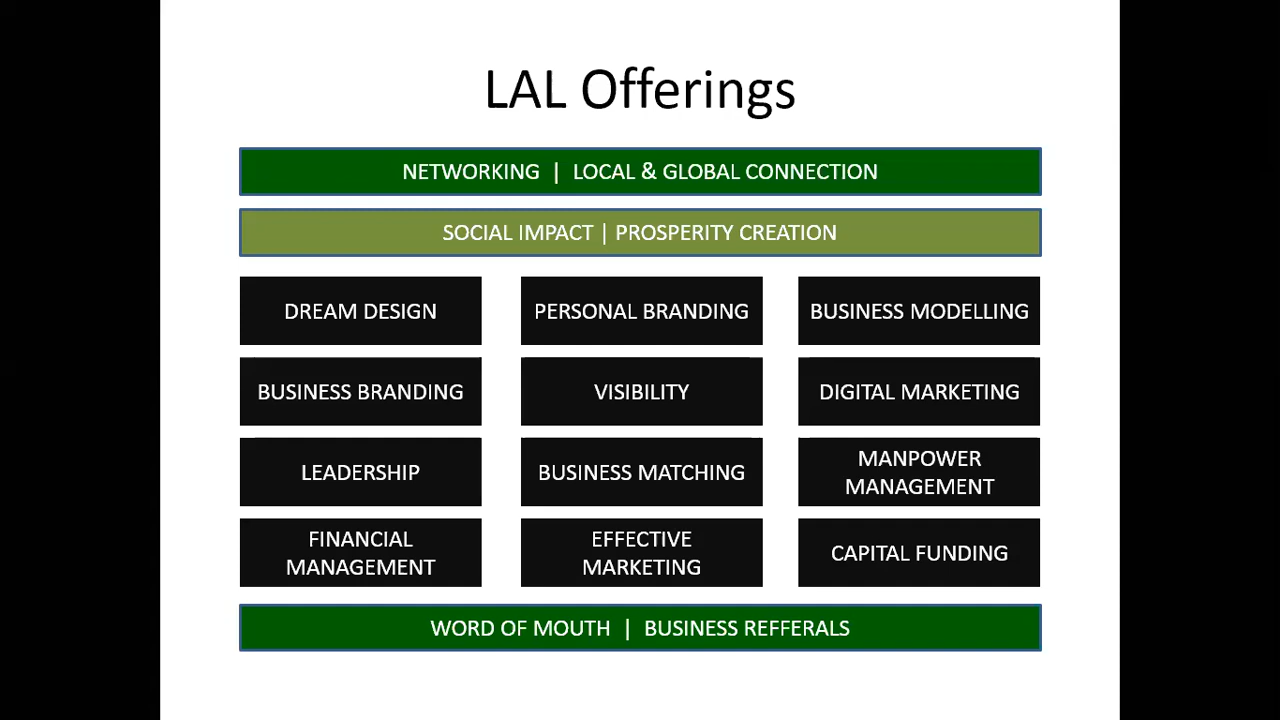 LAL Offerings
NETWORKING | LOCAL & GLOBAL CONNECTION
SOCIAL IMPACT | PROSPERITY CREATION
DREAM DESIGN
PERSONAL BRANDING
BUSINESS MODELLING
BUSINESS BRANDING
VISIBILITY
DIGITAL MARKETING
LEADERSHIP
BUSINESS MATCHING
MANPOWER
MANAGEMENT
FINANCIAL
MANAGEMENT
EFFECTIVE
MARKETING
CAPITAL FUNDING
WORD OF MOUTH | BUSINESS REFFERALS